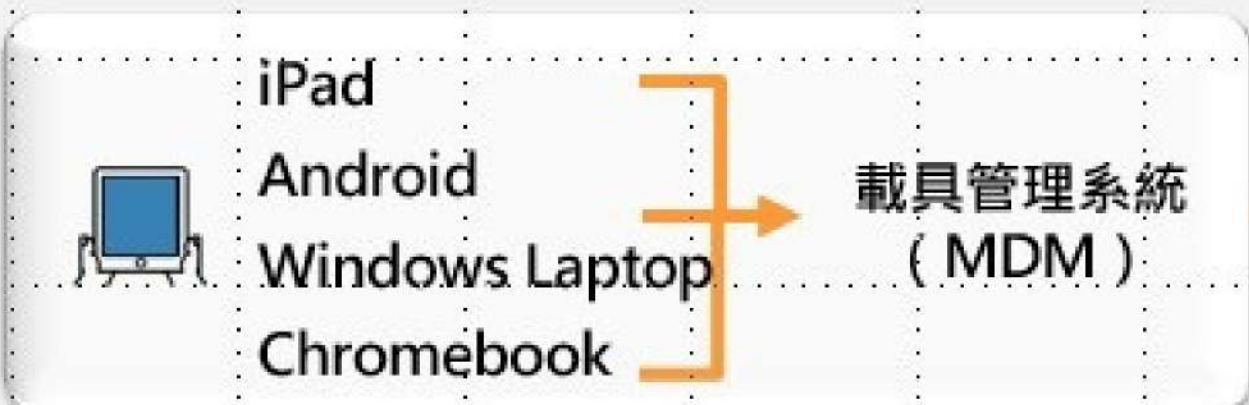 iPad
Android
Windows Laptop
Chromebook
載具管理系統
（MDM）